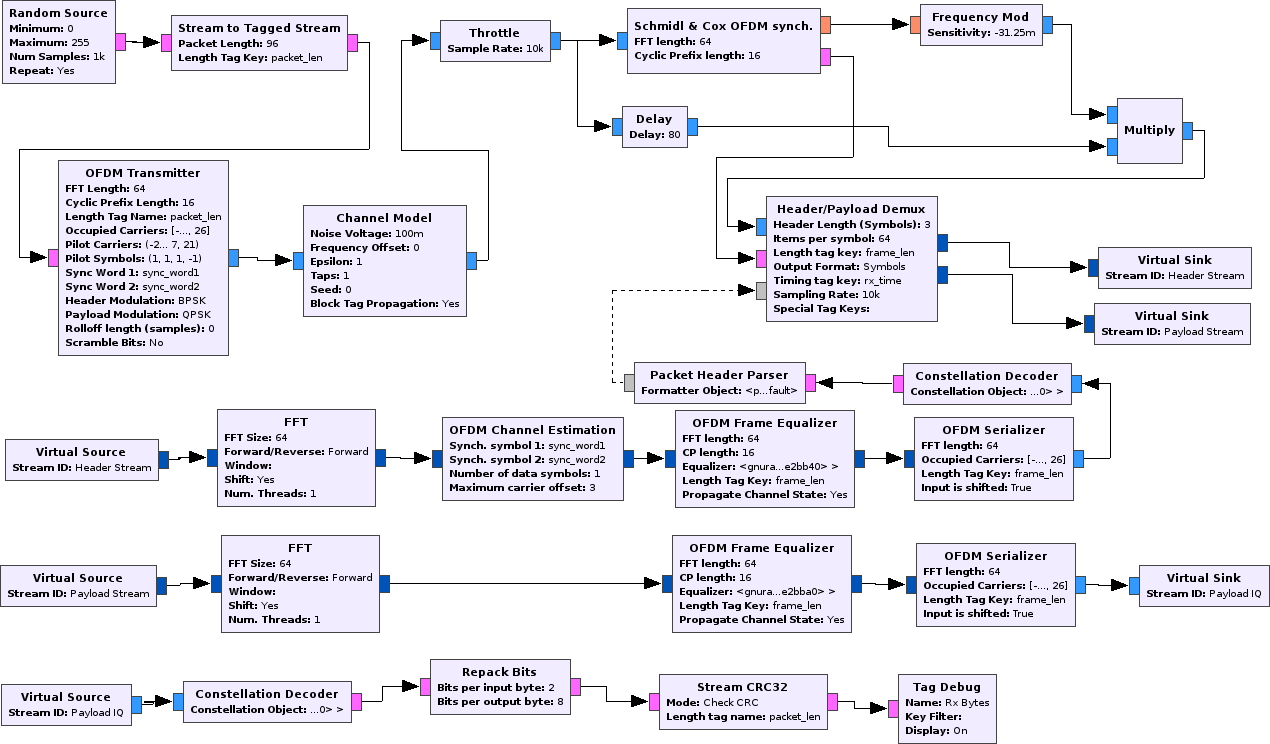 Random Source
Minimum: 0
Maximum: 255
Num Samples: 1k
Repeat: Yes
Stream to Tagged Stream
Packet Length: 96
Length Tag Key: packet_len
Throttle
Sample Rate: 10k
Schmidl & Cox OFDM synch.
FFT length: 64
Cyclic Prefix length: 16
Frequency Mod
Sensitivity: -31.25m
Delay
Delay: 80
Multiply
OFDM Transmitter
FFT Length: 64
Cyclic Prefix Length: 16
Length Tag Name: packet_len
Occupied Carriers: [-..., 26]
Pilot Carriers: (-2... 7, 21)
Pilot Symbols: (1, 1, 1, -1)
Sync Word 1: sync_word1
Sync Word 2: sync_word2
Header Modulation: BPSK
Payload Modulation: QPSK
Rolloff length (samples): 0
Scramble Bits: No
Channel Model
Noise Voltage: 100m
Frequency Offset: 0
Epsilon: 1
Taps: 1
Seed: 0
Block Tag Propagation: Yes
Header/Payload Demux
Header Length (Symbols): 3
Items per symbol: 64
Length tag key: frame_len
Output Format: Symbols
Timing tag key: rx_time
Sampling Rate: 10k
Special Tag Keys:
Virtual Sink
Stream ID: Header Stream
Virtual Sink
Stream ID: Payload Stream
Packet Header Parser
Formatter Object: <p...fault>
Constellation Decoder
Constellation Object: ...0> >
Virtual Source
Stream ID: Header Stream
FFT
FFT Size: 64
Forward/Reverse: Forward
Window:
Shift: Yes
Num. Threads: 1
OFDM Channel Estimation
Synch. symbol 1: sync_word1
Synch. symbol 2: sync_word2
Number of data symbols: 1
Maximum carrier offset: 3
OFDM Frame Equalizer
FFT length: 64
CP length: 16
Equalizer: <gnura...e2bb40> >
Length Tag Key: frame_len
Propagate Channel State: Yes
OFDM Serializer
FFT length: 64
Occupied Carriers: [-..., 26]
Length Tag Key: frame_len
Input is shifted: True
Virtual Source
Stream ID: Payload Stream
FFT
FFT Size: 64
Forward/Reverse: Forward
Window:
Shift: Yes
Num. Threads: 1
OFDM Frame Equalizer
FFT length: 64
CP length: 16
Equalizer: <gnura...e2bba0> >
Length Tag Key: frame_len
Propagate Channel State: Yes
OFDM Serializer
FFT length: 64
Occupied Carriers: [-..., 26]
Length Tag Key: frame_len
Input is shifted: True
Virtual Sink
Stream ID: Payload IQ
Virtual Source
Stream ID: Payload IQ
Constellation Decoder
Constellation Object: ...0> >
Repack Bits
Bits per input byte: 2
Bits per output byte: 8
Stream CRC32
Mode: Check CRC
Length tag name: packet_len
Tag Debug
Name: Rx Bytes
Key Filter:
Display: On